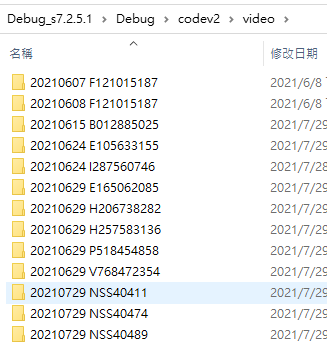 Debug_s7.2.5.1 › Debug › codev2 › video ›
名稱 修改日期
20210607 F121015187 2021/6/8
20210608 F121015187 2021/6/8
20210615 B012885025 2021/7/29
20210624 E105633155 2021/7/29
20210624 I287560746 2021/7/28
20210629 E165062085 2021/7/29
20210629 H206738282 2021/7/29
20210629 H257583136 2021/7/29
20210629 P518454858 2021/7/29
20210629 V768472354 2021/7/29
20210729 NSS40411 2021/7/29
20210729 NSS40474 2021/7/29
20210729 NSS40489 2021/7/29